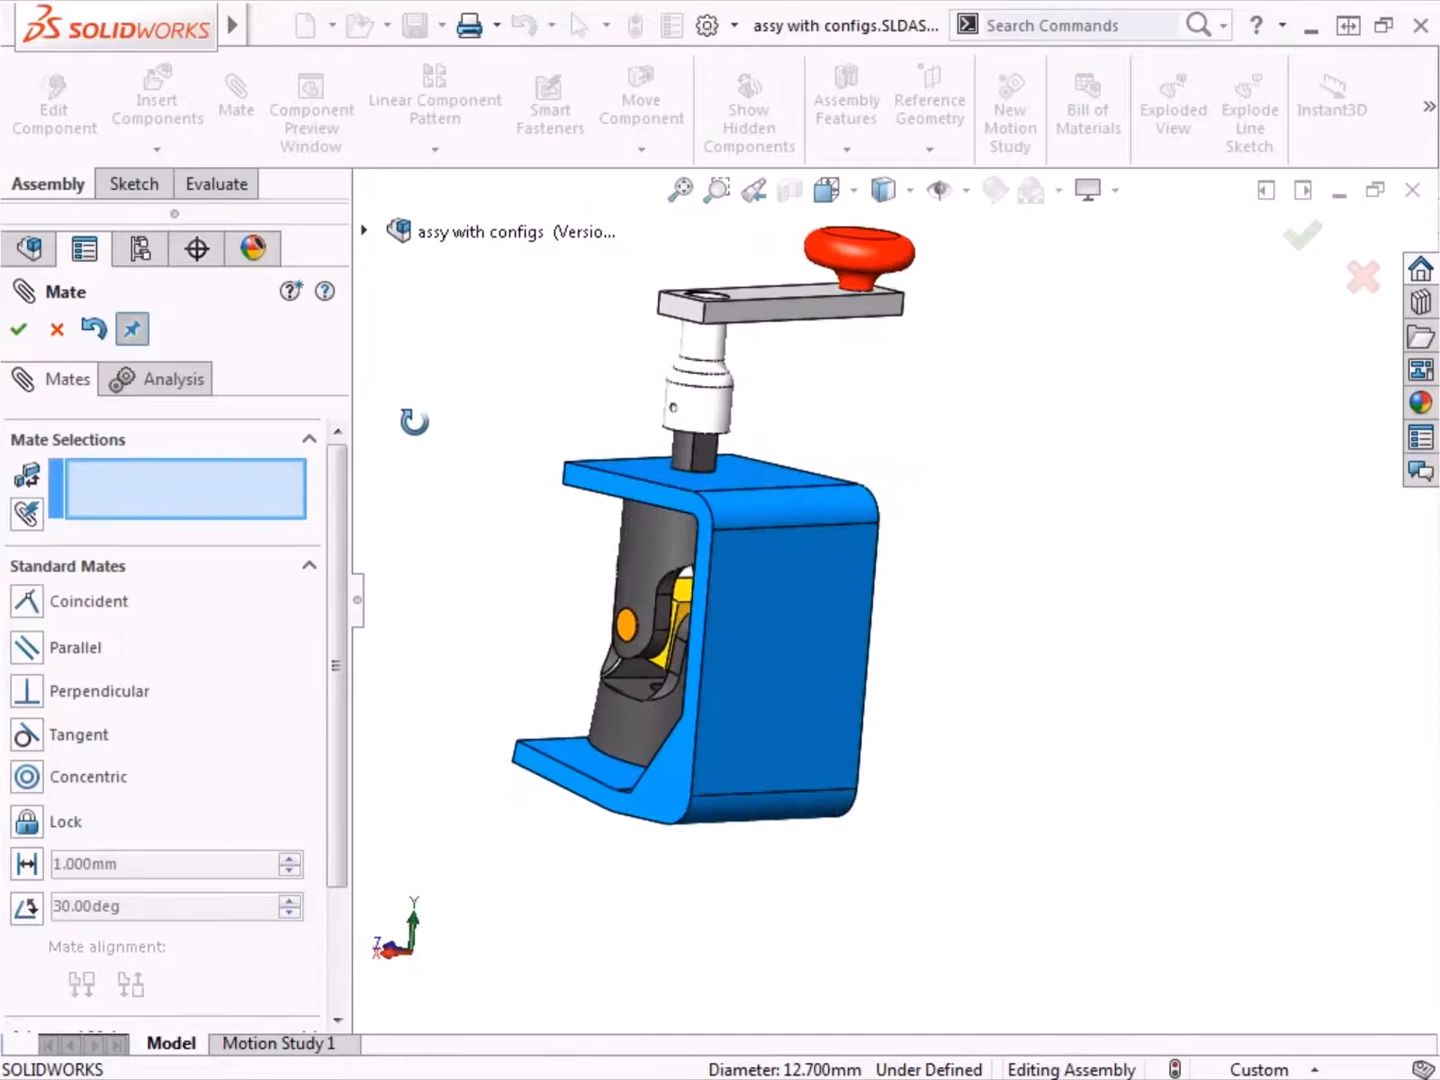 SOLIDWORKS
assy with configs.SLDAS...
Search Commands
?
Edit
Component
Insert
Components
Mate
Component
Preview
Window
Linear Component
Pattern
Smart
Fasteners
Move
Component
Show
Hidden
Components
Assembly
Features
Reference
Geometry
New
Motion
Study
Bill of
Materials
Exploded
View
Explode
Line
Sketch
Instant3D
Assembly
Sketch
Evaluate
assy with configs (Versio...
Mate
Mates
Analysis
Mate Selections
Standard Mates
Coincident
Parallel
Perpendicular
Tangent
Concentric
Lock
1.000mm
30.00deg
Mate alignment:
Y
Z
X
Model
Motion Study 1
SOLIDWORKS
Diameter: 12.700mm
Under Defined
Editing Assembly
Custom